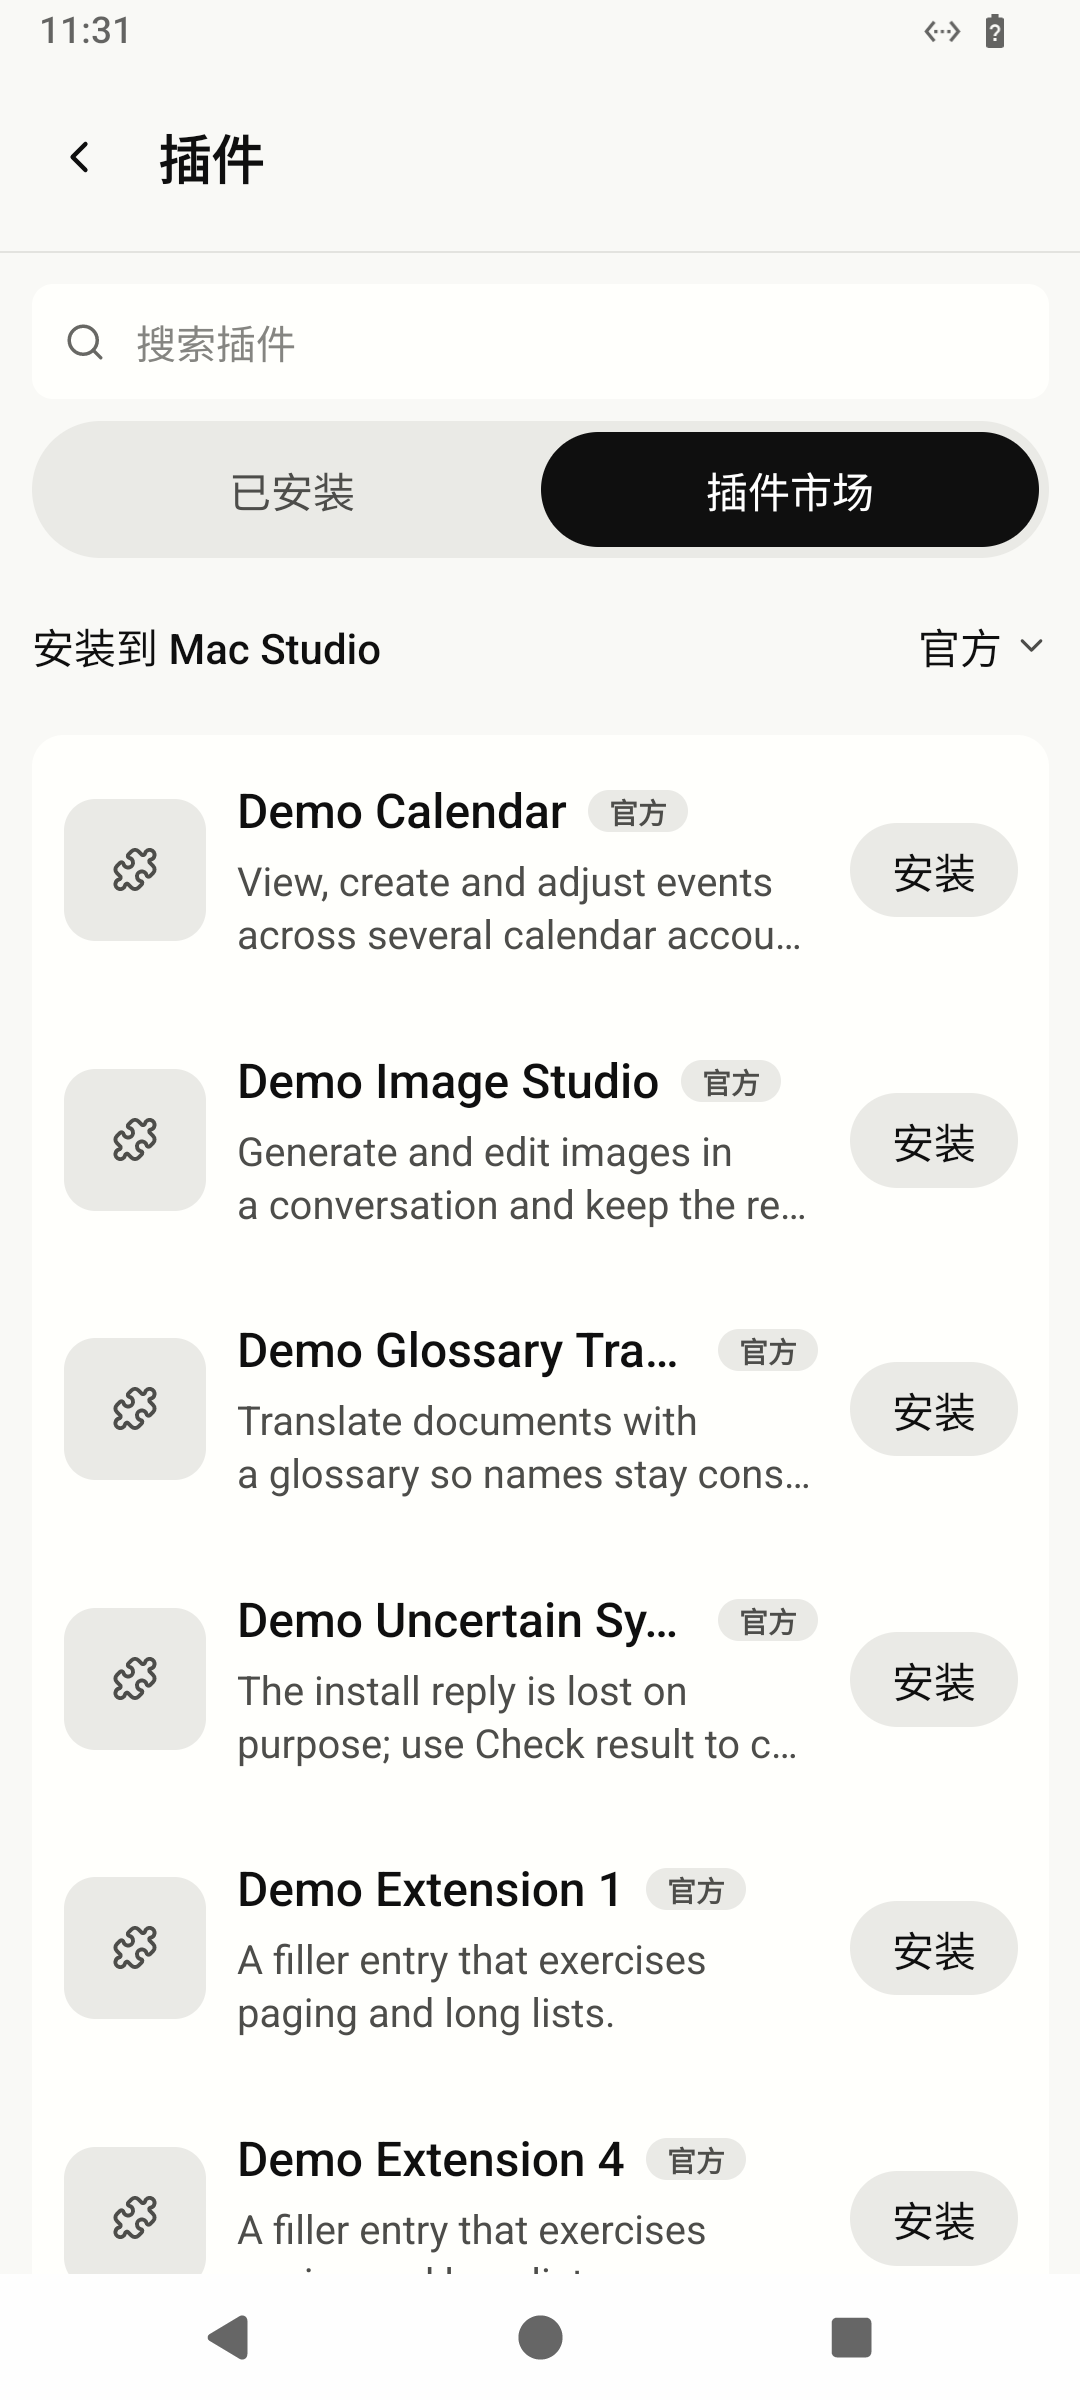 11:31
插件
搜索插件
已安装
插件市场
安装到 Mac Studio
官方
Demo Calendar 官方
View, create and adjust events
across several calendar accou…
安装
Demo Image Studio 官方
Generate and edit images in
a conversation and keep the re…
安装
Demo Glossary Tra… 官方
Translate documents with
a glossary so names stay cons…
安装
Demo Uncertain Sy… 官方
The install reply is lost on
purpose; use Check result to c…
安装
Demo Extension 1 官方
A filler entry that exercises
paging and long lists.
安装
Demo Extension 4 官方
A filler entry that exercises
安装